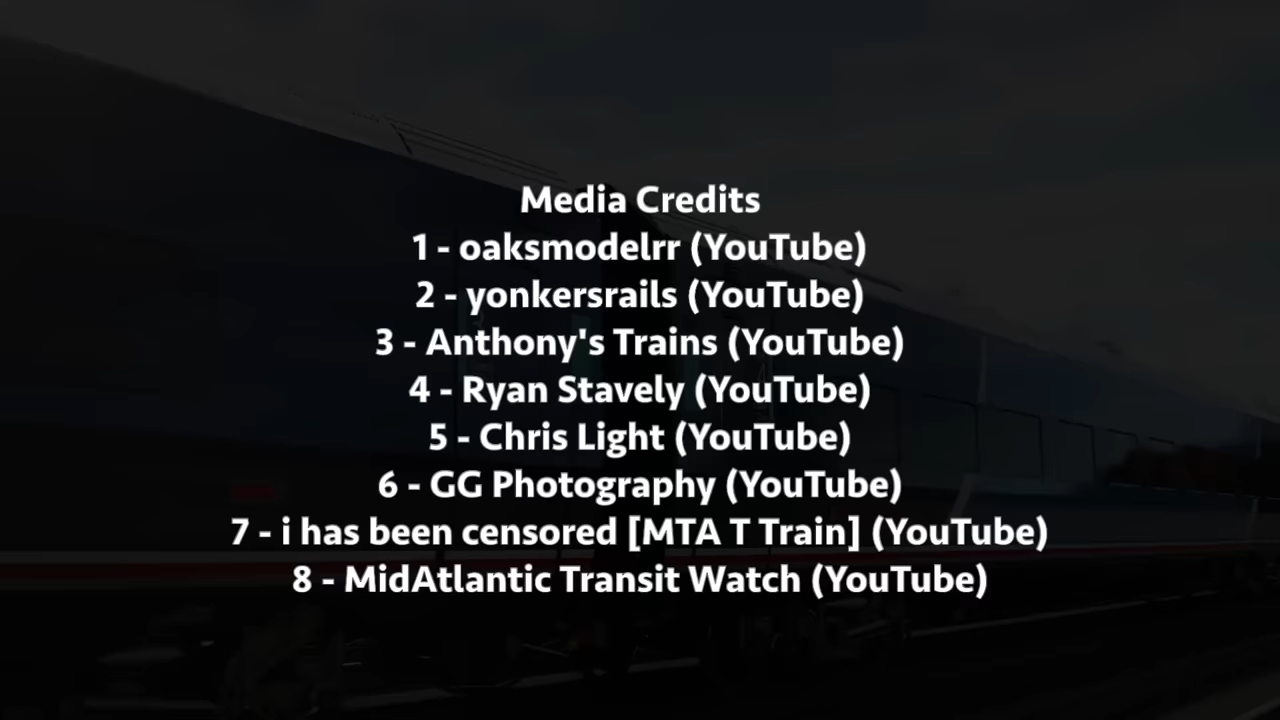 Media Credits
1 - oaksmodelrr (YouTube)
2 - yonkersrails (YouTube)
3 - Anthony's Trains (YouTube)
4 - Ryan Stavely (YouTube)
5 - Chris Light (YouTube)
6 - GG Photography (YouTube)
7 - i has been censored [MTA T Train] (YouTube)
8 - MidAtlantic Transit Watch (YouTube)